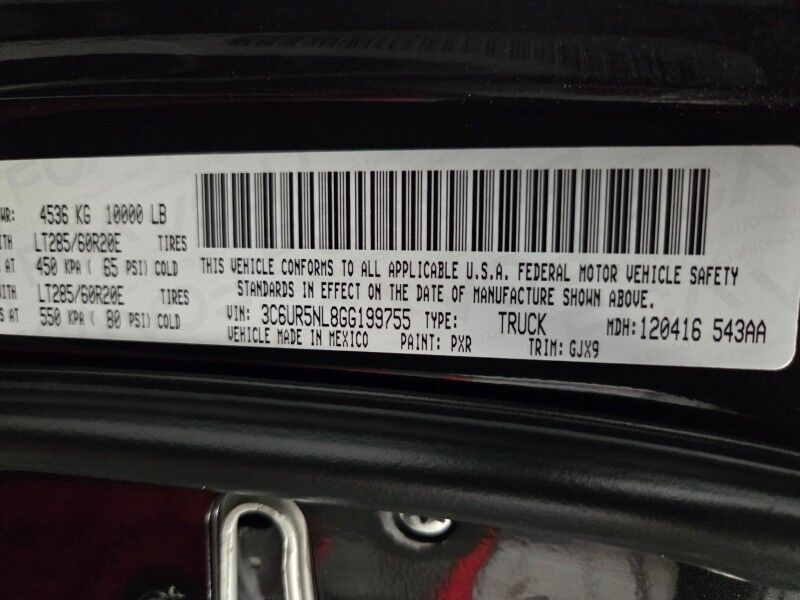 WR: 4536 KG 10000 LB
ITH LT285/60R20E TIRES
S AT 450 KPA( 65 PSI) COLD
WITH LT285/60R20E TIRES
S AT 550 KPA ( 80 PSI) COLD
THIS VEHICLE CONFORMS TO ALL APPLICABLE U.S.A. FEDERAL MOTOR VEHICLE SAFETY
STANDARDS IN EFFECT ON THE DATE OF MANUFACTURE SHOWN ABOVE.
VIN: 3C6UR5NL8GG199755 TYPE: TRUCK MDH: 120416 543AA
VEHICLE MADE IN MEXICO PAINT: PXR TRIM: GJX9